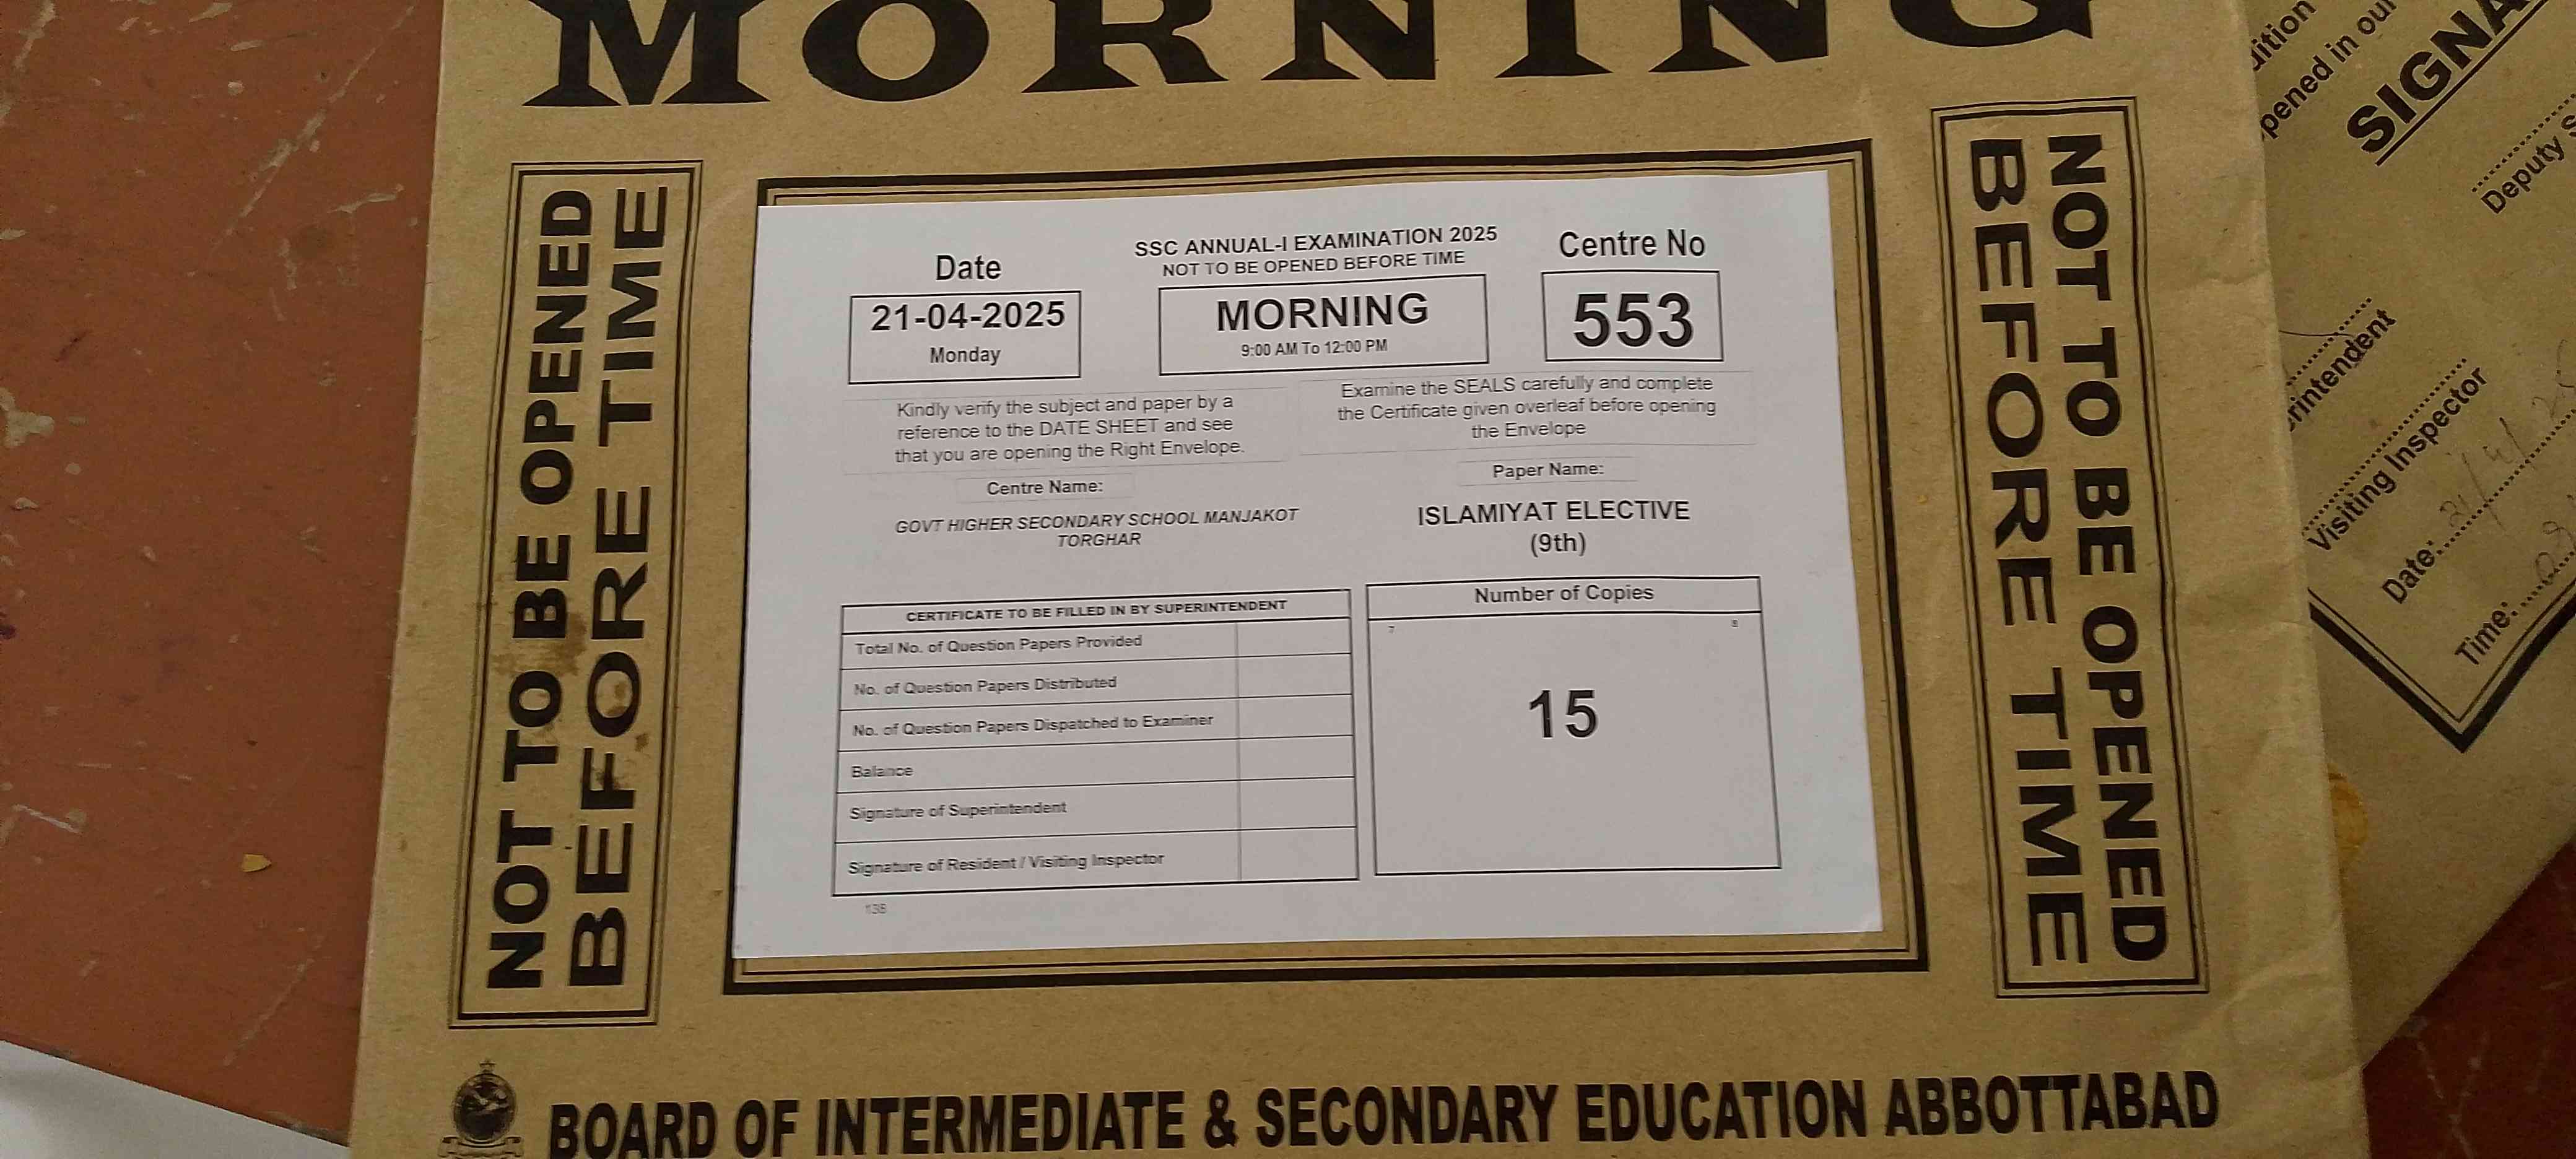 MORNING
NOT TO BE OPENED
BEFORE TIME
Date
21-04-2025
Monday
SSC ANNUAL-I EXAMINATION 2025
NOT TO BE OPENED BEFORE TIME
MORNING
9:00 AM To 12:00 PM
Centre No
553
Kindly verify the subject and paper by a
reference to the DATE SHEET and see
that you are opening the Right Envelope.
Examine the SEALS carefully and complete
the Certificate given overleaf before opening
the Envelope
Centre Name:
GOVT HIGHER SECONDARY SCHOOL MANJAKOT
TORGHAR
Paper Name:
ISLAMIYAT ELECTIVE
(9th)
CERTIFICATE TO BE FILLED IN BY SUPERINTENDENT
Total No. of Question Papers Provided
No. of Question Papers Distributed
No. of Question Papers Dispatched to Examiner
Balance
Signature of Superintendent
Signature of Resident / Visiting Inspector
Number of Copies
7
8
15
NOT TO BE OPENED
BEFORE TIME
BOARD OF INTERMEDIATE & SECONDARY EDUCATION ABBOTTABAD
in our
Deputy
Visiting Inspector
Date:
Time: